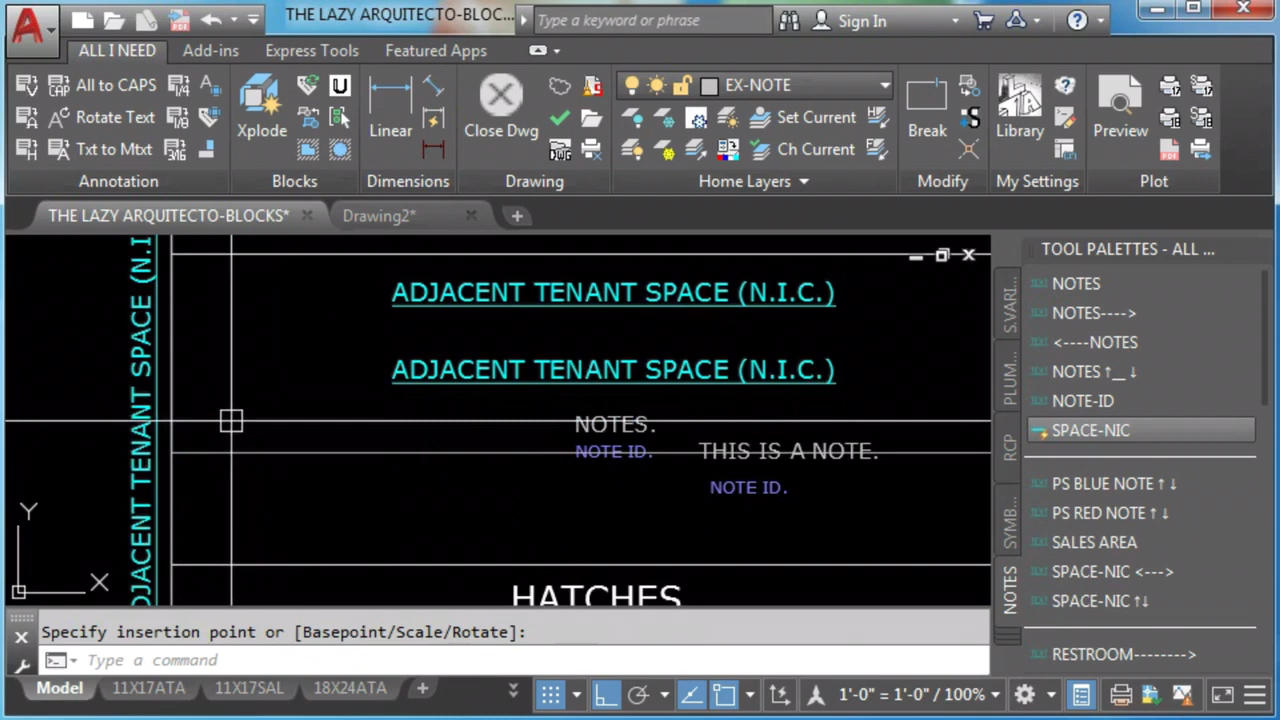 THE LAZY ARQUITECTO-BLOC...
Type a keyword or phrase
Sign In
ALL I NEED
Add-ins
Express Tools
Featured Apps
All to CAPS
Rotate Text
Txt to Mtxt
Annotation
Xplode
Blocks
Linear
Dimensions
Close Dwg
Drawing
EX-NOTE
Set Current
Ch Current
Home Layers
Break
Modify
Library
My Settings
Preview
Plot
THE LAZY ARQUITECTO-BLOCKS*
Drawing2*
ADJACENT TENANT SPACE (N.I.C.)
ADJACENT TENANT SPACE (N.I.C.)
DJACENT TENANT SPACE (N.I
NOTES.
NOTE ID.
THIS IS A NOTE.
NOTE ID.
HATCHES
Y
X
TOOL PALETTES - ALL ...
NOTES
NOTES---->
<----NOTES
NOTES ↑_ ↓
NOTE-ID
SPACE-NIC
PS BLUE NOTE ↑ ↓
PS RED NOTE ↑ ↓
SALES AREA
SPACE-NIC <--->
SPACE-NIC ↑↓
RESTROOM-------->
S.VARI...
PLUM...
RCP
SYMB...
NOTES
Specify insertion point or [Basepoint/Scale/Rotate]:
Type a command
Model
11X17ATA
11X17SAL
18X24ATA
1'-0" = 1'-0" / 100%